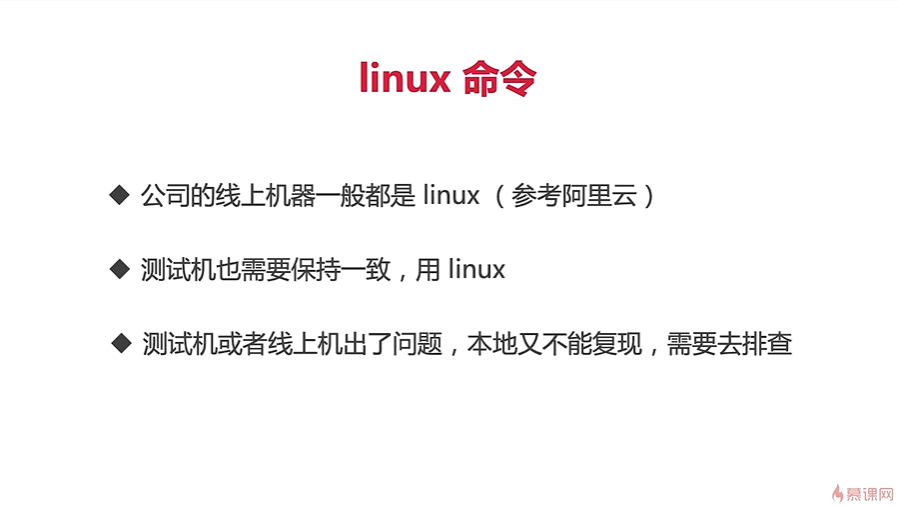 linux 命令
◆ 公司的线上机器一般都是 linux （参考阿里云）
◆ 测试机也需要保持一致，用 linux
◆ 测试机或者线上机出了问题，本地又不能复现，需要去排查
慕课网